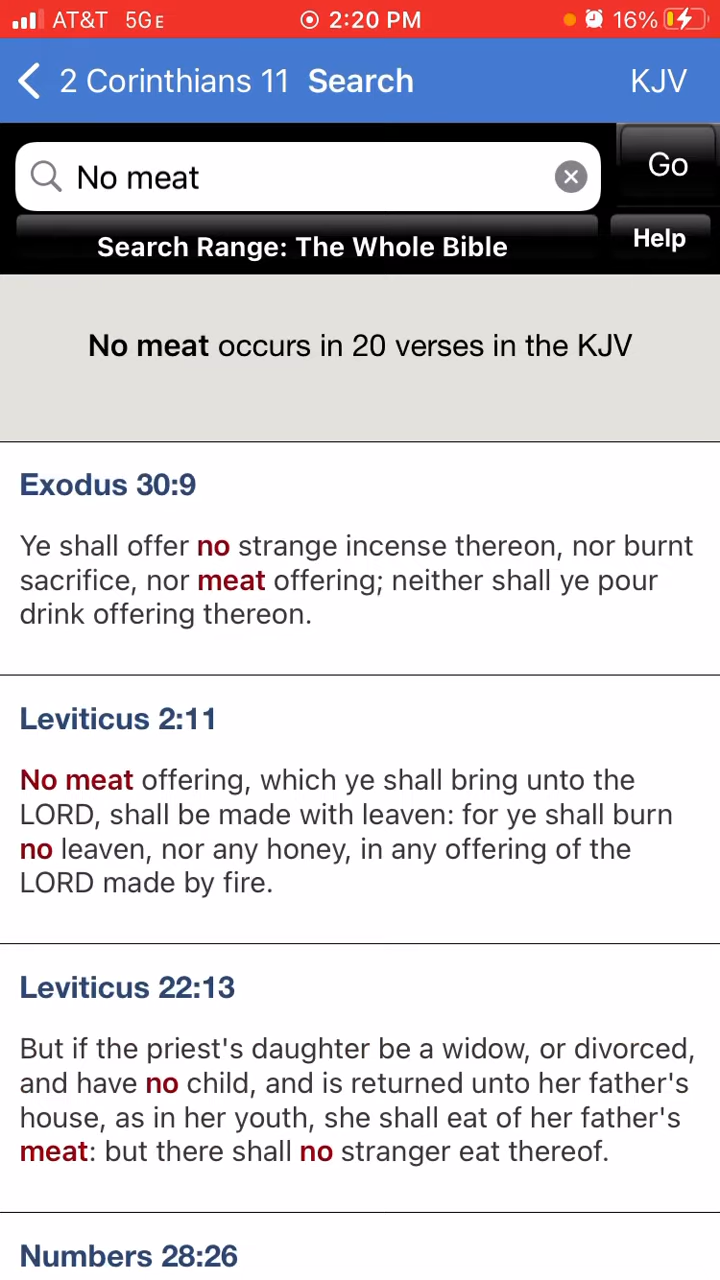 AT&T 5GE 2:20 PM 16%
2 Corinthians 11 Search KJV
No meat Go
Search Range: The Whole Bible Help
No meat occurs in 20 verses in the KJV
Exodus 30:9
Ye shall offer no strange incense thereon, nor burnt
sacrifice, nor meat offering; neither shall ye pour
drink offering thereon.
Leviticus 2:11
No meat offering, which ye shall bring unto the
LORD, shall be made with leaven: for ye shall burn
no leaven, nor any honey, in any offering of the
LORD made by fire.
Leviticus 22:13
But if the priest's daughter be a widow, or divorced,
and have no child, and is returned unto her father's
house, as in her youth, she shall eat of her father's
meat: but there shall no stranger eat thereof.
Numbers 28:26